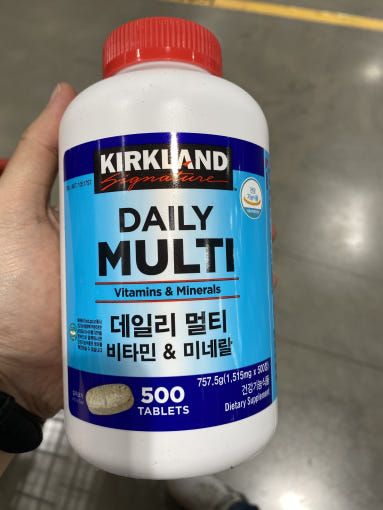 KIRKLAND
Signature™
DAILY
MULTI
Vitamins & Minerals
데일리 멀티
비타민 & 미네랄
500
TABLETS
757.5g(1,515mg x 500정)
건강기능식품
Dietary Supplement